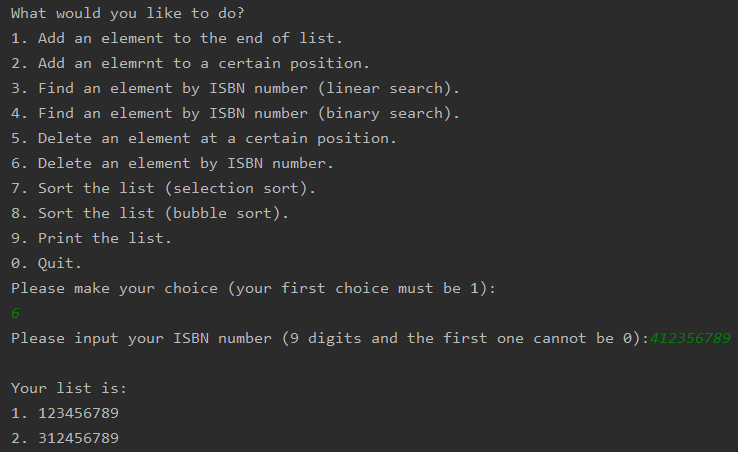 What would you like to do?
1. Add an element to the end of list.
2. Add an elemrnt to a certain position.
3. Find an element by ISBN number (linear search).
4. Find an element by ISBN number (binary search).
5. Delete an element at a certain position.
6. Delete an element by ISBN number.
7. Sort the list (selection sort).
8. Sort the list (bubble sort).
9. Print the list.
0. Quit.
Please make your choice (your first choice must be 1):
6
Please input your ISBN number (9 digits and the first one cannot be 0):412356789
Your list is:
1. 123456789
2. 312456789